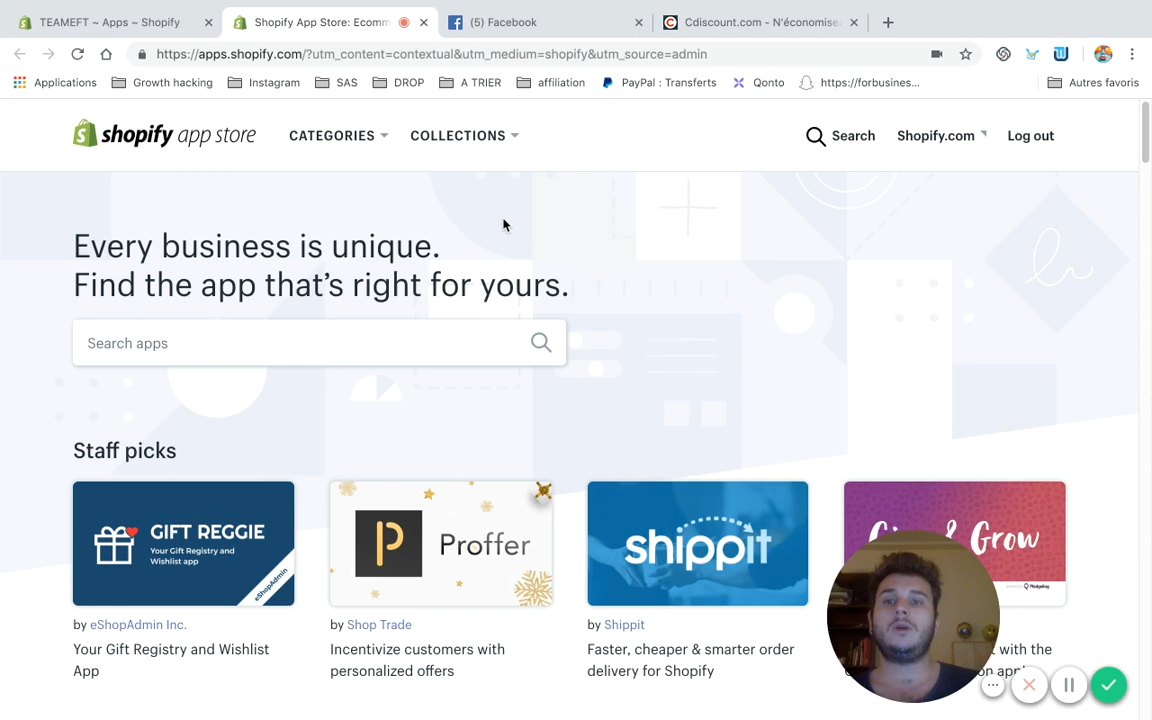 TEAMEFT ~ Apps ~ Shopify
Shopify App Store: Ecomm
(5) Facebook
Cdiscount.com - N'économise
https://apps.shopify.com/?utm_content=contextual&utm_medium=shopify&utm_source=admin
Applications
Growth hacking
Instagram
SAS
DROP
A TRIER
affiliation
PayPal : Transferts
Qonto
https://forbusines...
Autres favoris
shopify app store
CATEGORIES
COLLECTIONS
Search
Shopify.com
Log out
Every business is unique.
Find the app that's right for yours.
Search apps
Staff picks
GIFT REGGIE
Your Gift Registry and
Wishlist app
eShopAdmin
P
Proffer
shippit
Grow
by eShopAdmin Inc.
Your Gift Registry and Wishlist
App
by Shop Trade
Incentivize customers with
personalized offers
by Shippit
Faster, cheaper & smarter order
delivery for Shopify
with the